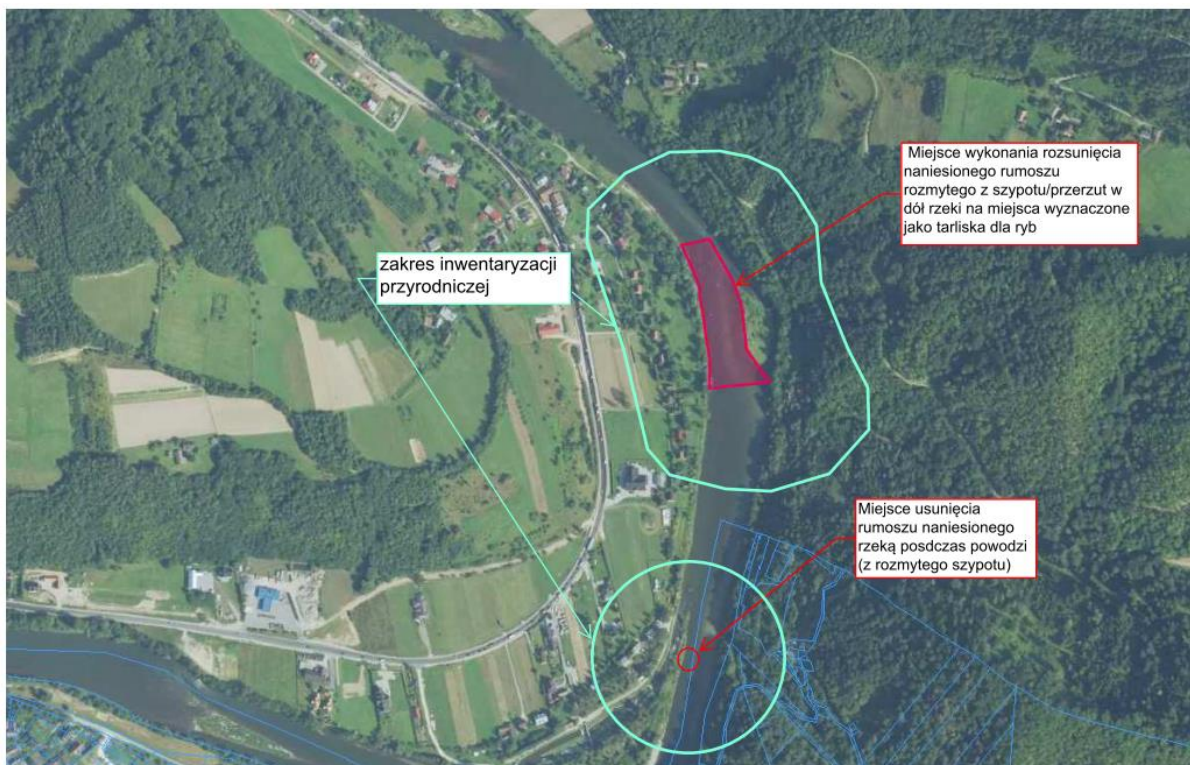 Miejsce wykonania rozsunięcia
naniesionego rumoszu
rozmytego z szypotu/przerzut w
dół rzeki na miejsca wyznaczone
jako tarliska dla ryb
zakres inwentaryzacji
przyrodniczej
Miejsce usunięcia
rumoszu naniesionego
rzeką posdczas powodzi
(z rozmytego szypotu)